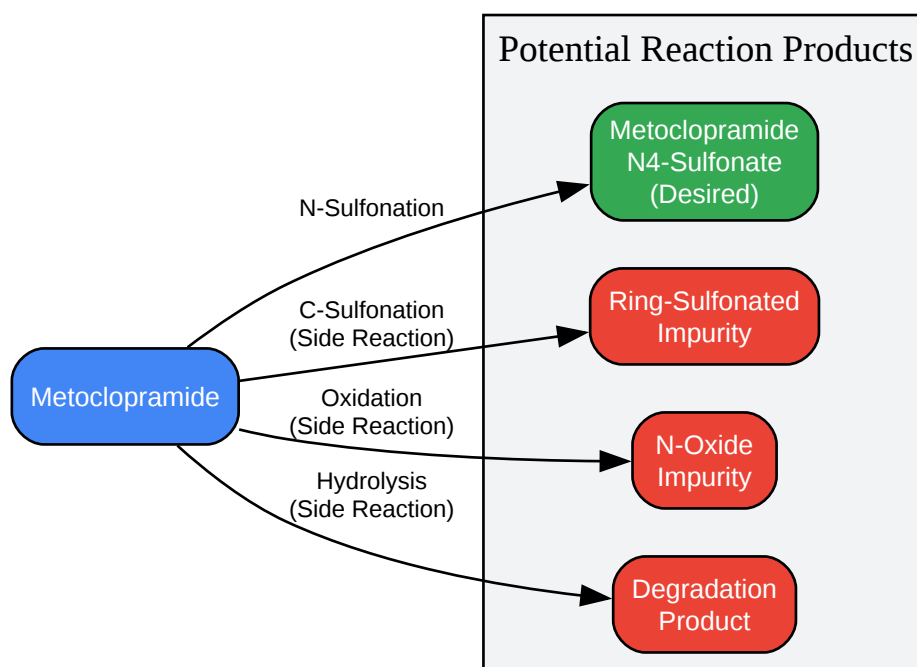 Potential Reaction Products
Metoclopramide
N4-Sulfonate
(Desired)
N-Sulfonation
C-Sulfonation
(Side Reaction)
Ring-Sulfonated
Impurity
Metoclopramide
Oxidation
(Side Reaction)
N-Oxide
Impurity
Hydrolysis
(Side Reaction)
Degradation
Product